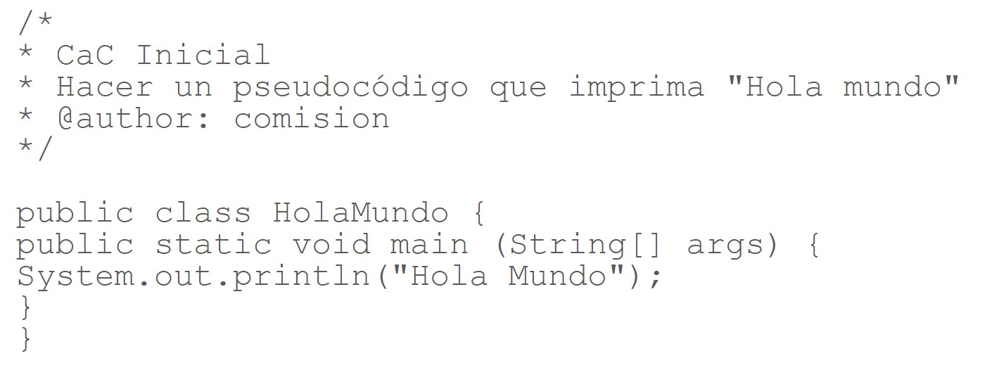 /*
* CaC Inicial
* Hacer un pseudocódigo que imprima "Hola mundo"
* @author: comision
*/
public class HolaMundo {
public static void main (String[] args) {
System.out.println("Hola Mundo");
}
}